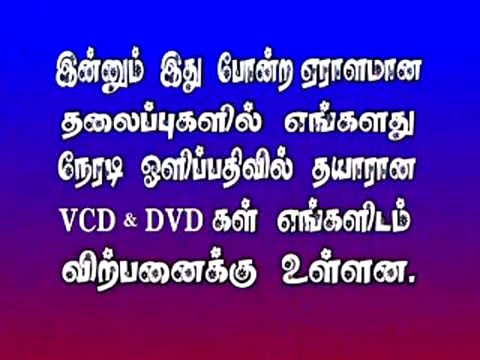 இன்னும் இது போன்ற ஏராளமான
தலைப்புகளில் எங்களது
நேரடி ஒளிப்பதிவில் தயாரான
VCD & DVD கள் எங்களிடம்
விற்பனைக்கு உள்ளன.